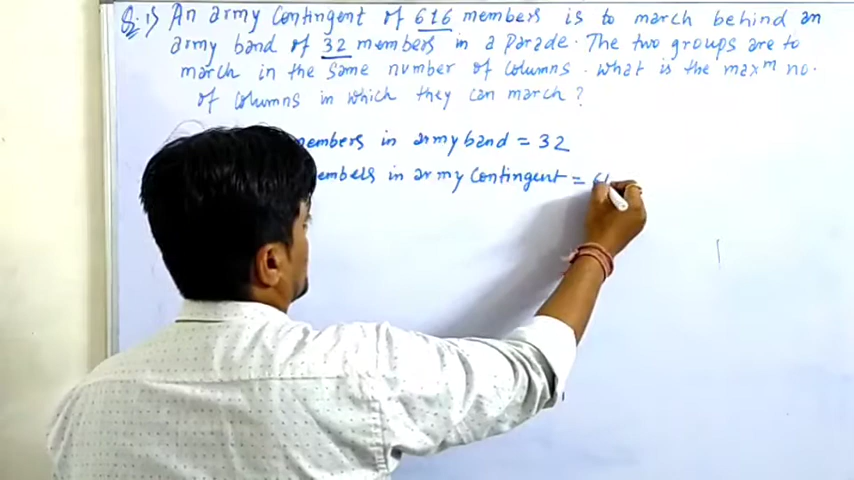 Q:1) An army Contingent of 616 members is to march behind an
army band of 32 members in a parade. The two groups are to
march in the same number of columns. What is the maxᵐ no.
of columns in which they can march?
members in army band = 32
members in army Contingent =